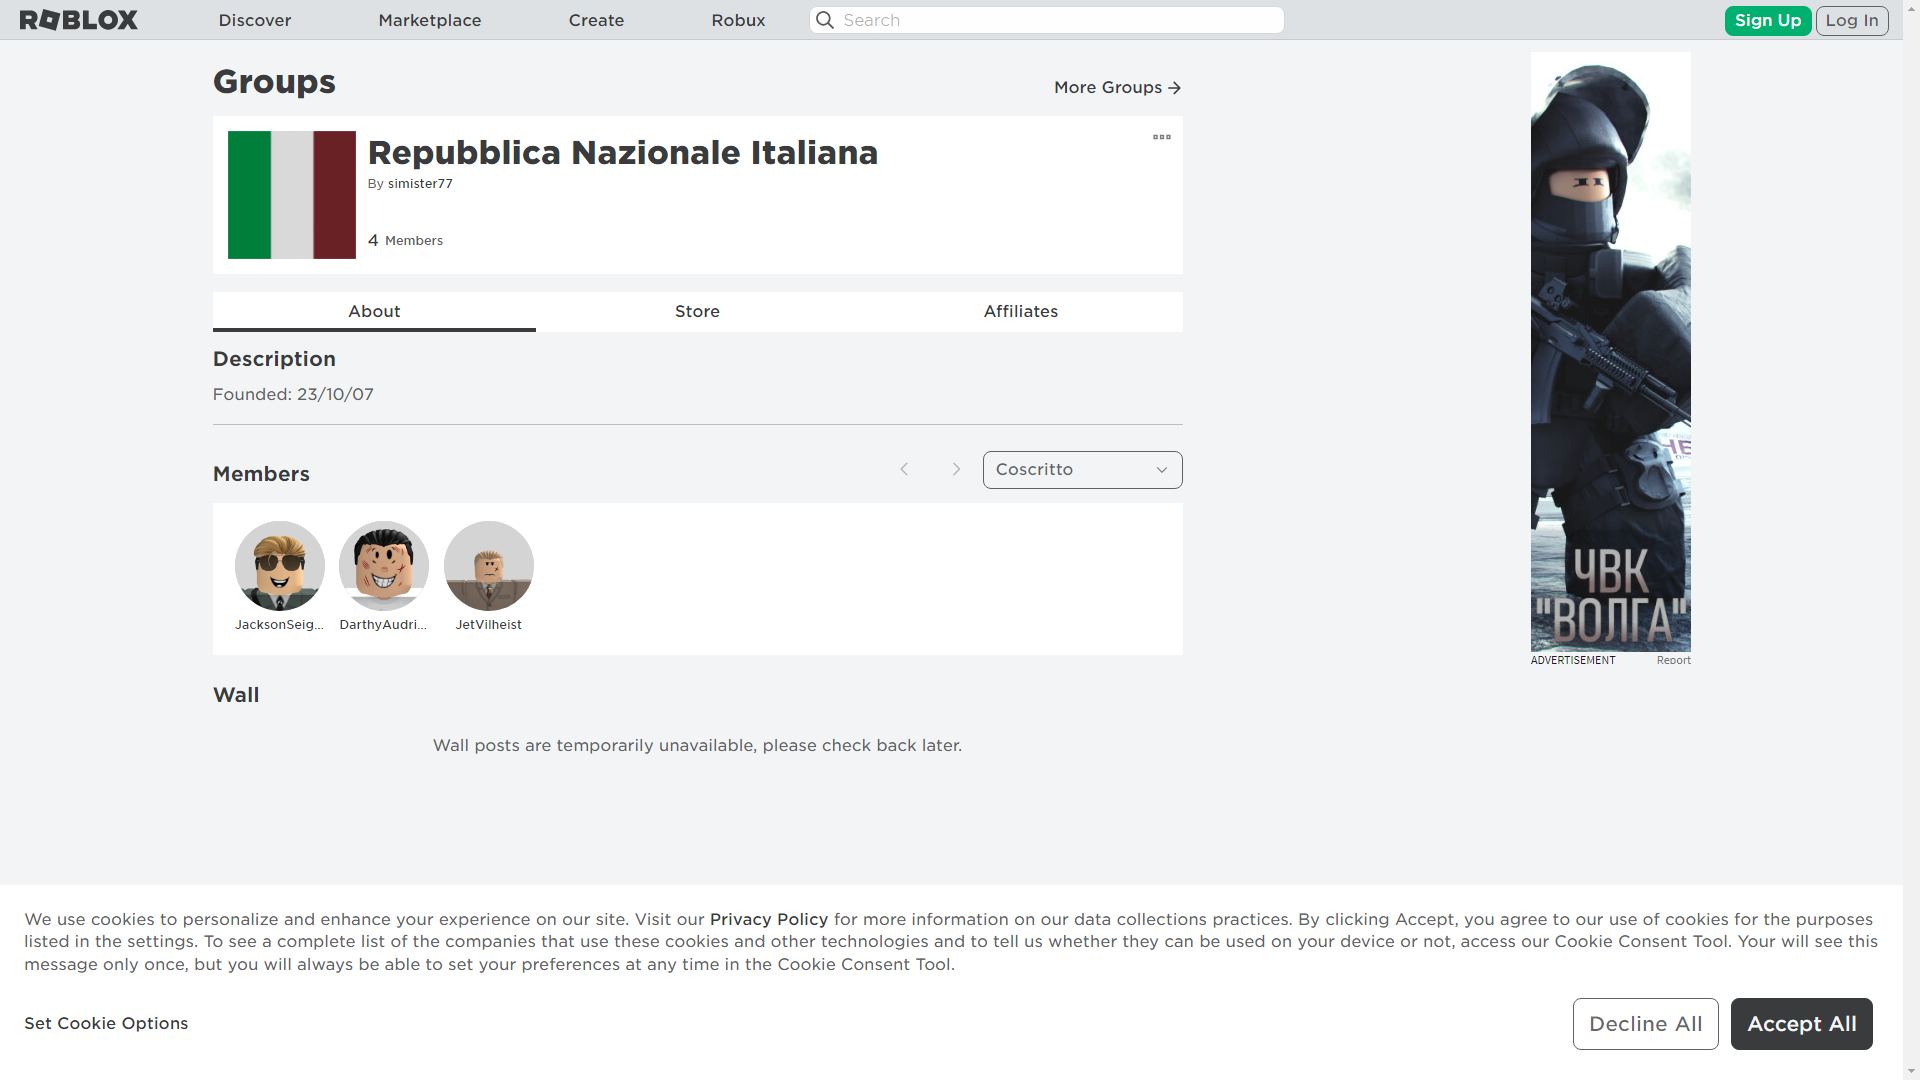 ROBLOX
Discover
Marketplace
Create
Robux
Search
Sign Up
Log In
Groups
More Groups
Repubblica Nazionale Italiana
By simister77
4 Members
About
Store
Affiliates
Description
Founded: 23/10/07
Members
Coscritto
JacksonSeig...
DarthyAudri...
JetVilheist
Wall
Wall posts are temporarily unavailable, please check back later.
ЧВК
"ВОЛГА"
ADVERTISEMENT
Report
We use cookies to personalize and enhance your experience on our site. Visit our Privacy Policy for more information on our data collections practices. By clicking Accept, you agree to our use of cookies for the purposes
listed in the settings. To see a complete list of the companies that use these cookies and other technologies and to tell us whether they can be used on your device or not, access our Cookie Consent Tool. Your will see this
message only once, but you will always be able to set your preferences at any time in the Cookie Consent Tool.
Set Cookie Options
Decline All
Accept All